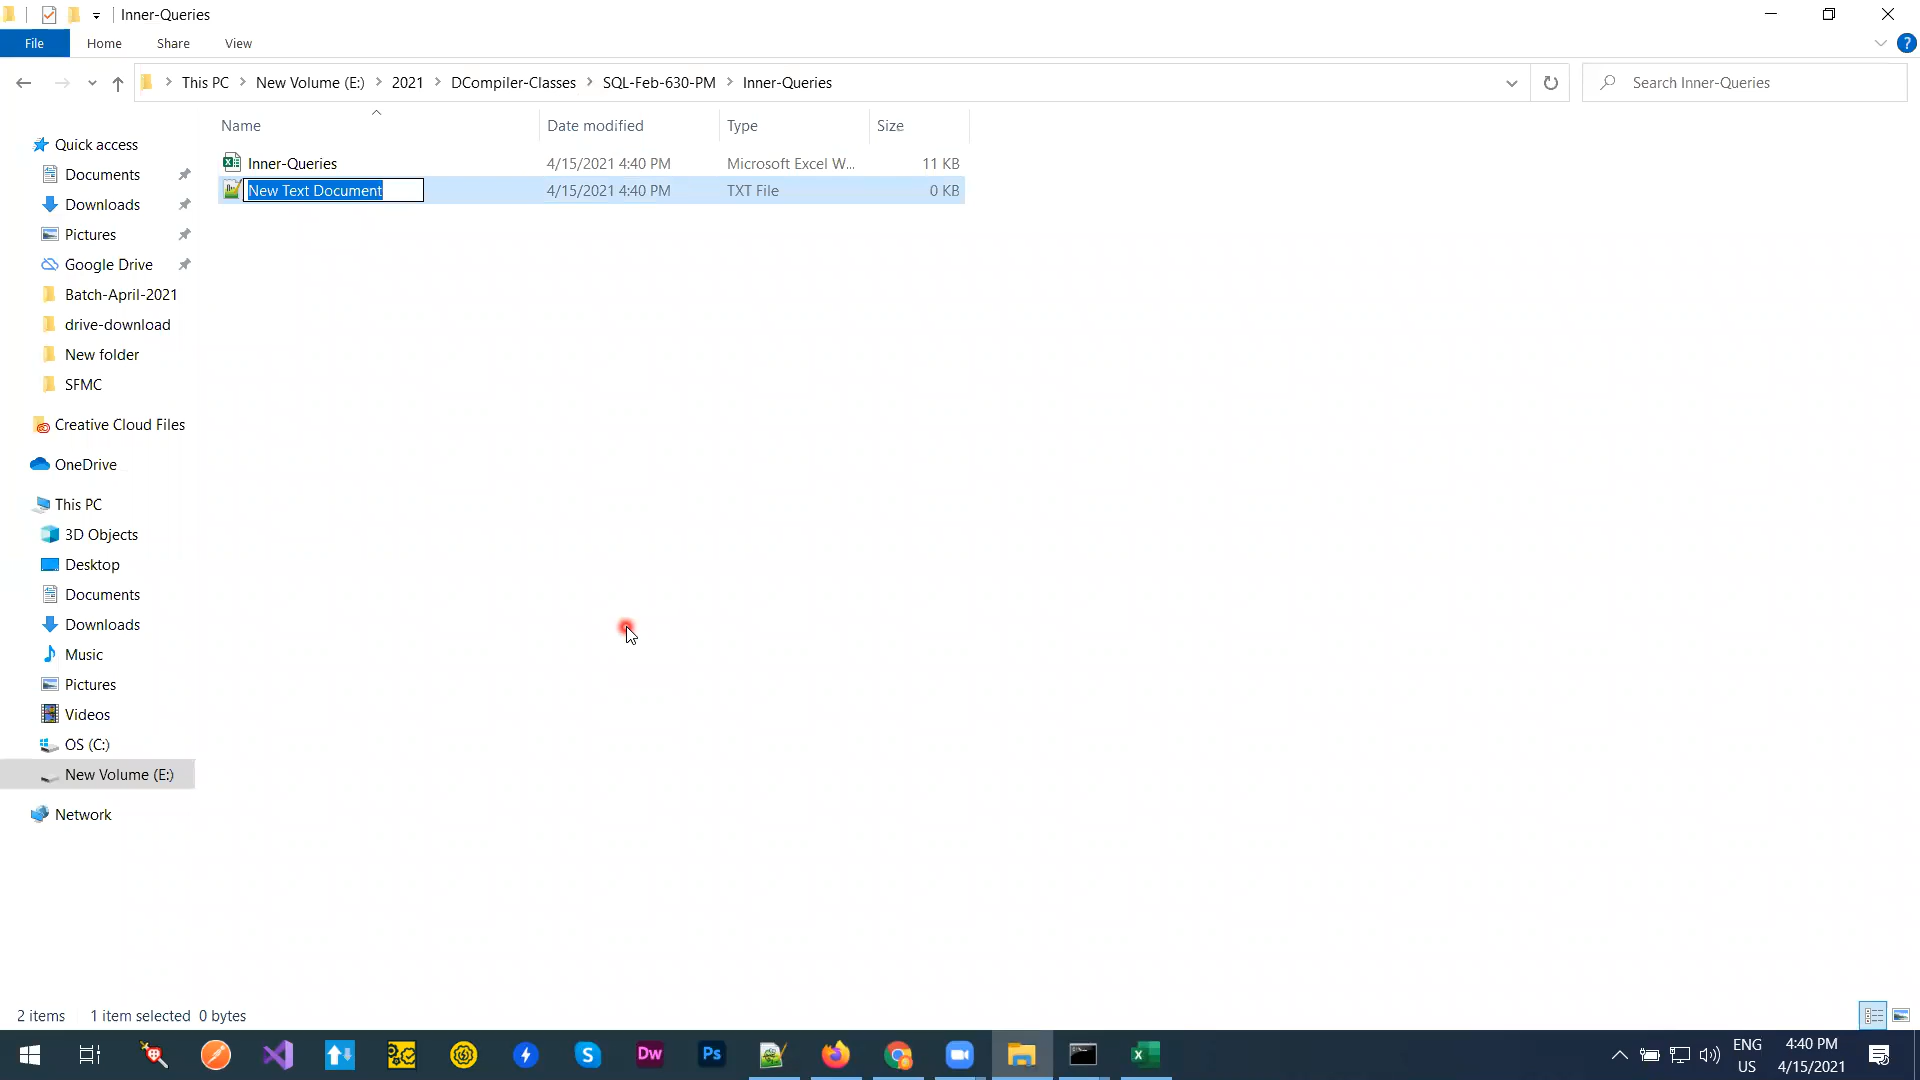 Inner-Queries
File Home Share View
This PC New Volume (E:) 2021 DCompiler-Classes SQL-Feb-630-PM Inner-Queries
Search Inner-Queries
Name Date modified Type Size
Inner-Queries 4/15/2021 4:40 PM Microsoft Excel W... 11 KB
New Text Document 4/15/2021 4:40 PM TXT File 0 KB
Quick access
Documents
Downloads
Pictures
Google Drive
Batch-April-2021
drive-download
New folder
SFMC
Creative Cloud Files
OneDrive
This PC
3D Objects
Desktop
Documents
Downloads
Music
Pictures
Videos
OS (C:)
New Volume (E:)
Network
2 items 1 item selected 0 bytes
Dw Ps
ENG
US
4:40 PM
4/15/2021